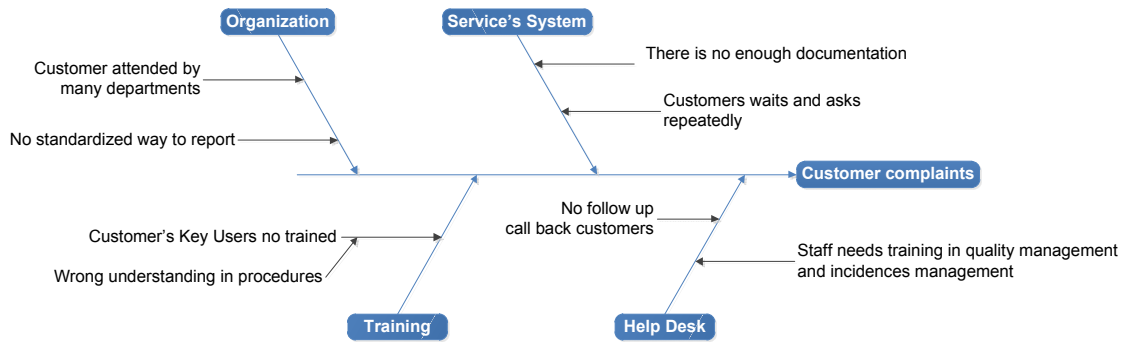 Organization
Service's System
There is no enough documentation
Customer attended by
many departments
Customers waits and asks
repeatedly
No standardized way to report
Customer complaints
No follow up
call back customers
Customer's Key Users no trained
Staff needs training in quality management
and incidences management
Wrong understanding in procedures
Training
Help Desk